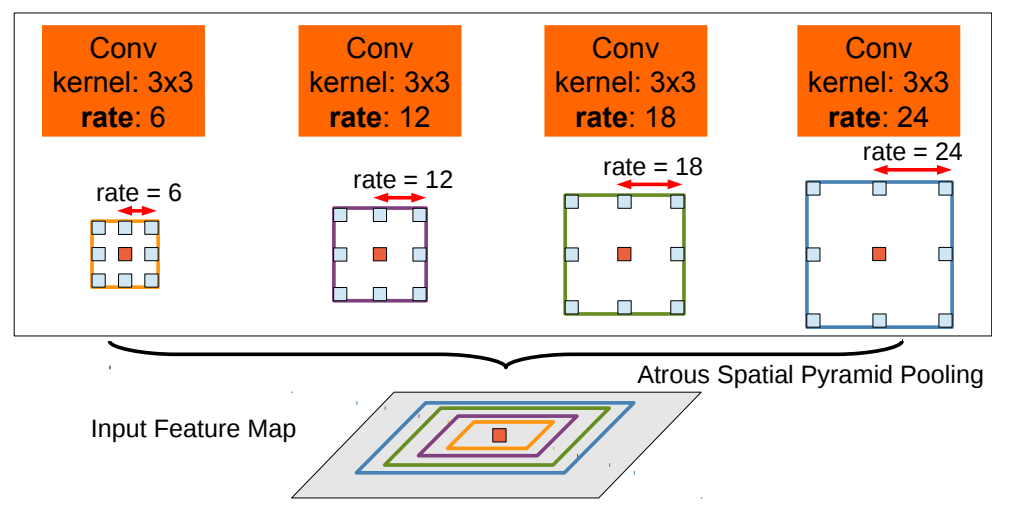 Conv
kernel: 3x3
rate: 6
Conv
kernel: 3x3
rate: 12
Conv
kernel: 3x3
rate: 18
Conv
kernel: 3x3
rate: 24
rate = 6
rate = 12
rate = 18
rate = 24
Atrous Spatial Pyramid Pooling
Input Feature Map